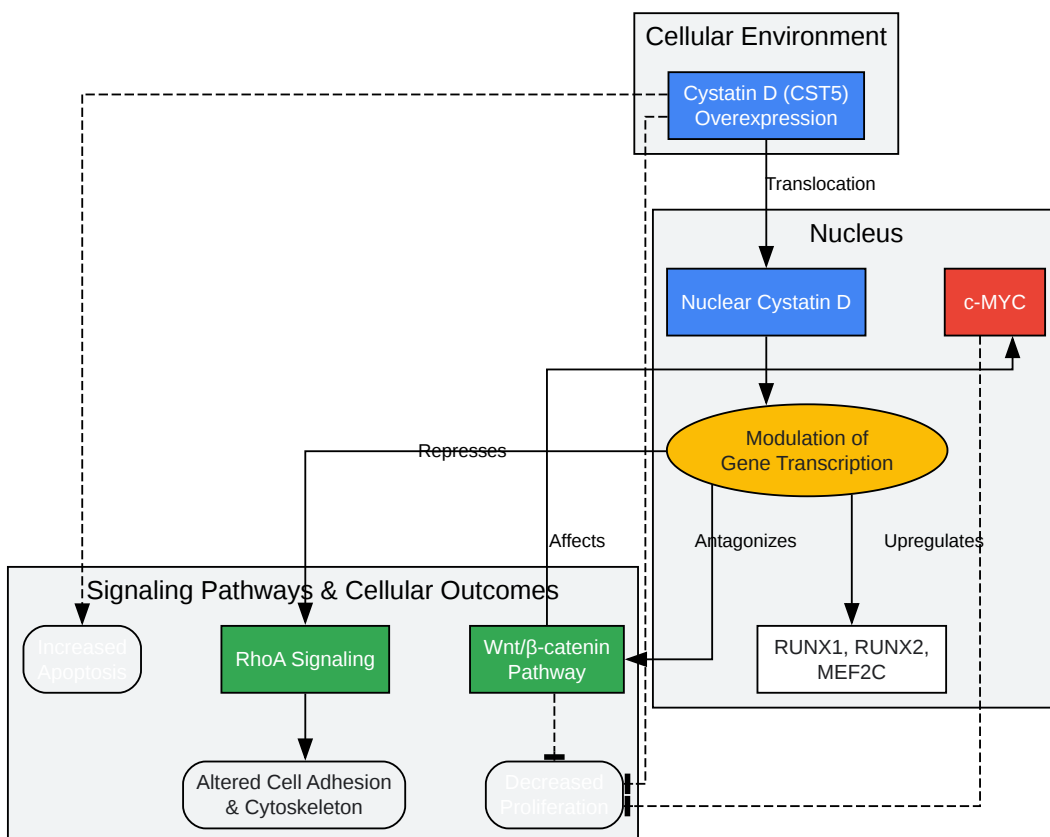 Cellular Environment
Cystatin D (CST5)
Overexpression
Translocation
Nucleus
Nuclear Cystatin D
c-MYC
Modulation of
Gene Transcription
Represses
Affects
Antagonizes
Upregulates
Signaling Pathways & Cellular Outcomes
Increased
Apoptosis
RhoA Signaling
Wnt/β-catenin
Pathway
RUNX1, RUNX2,
MEF2C
Altered Cell Adhesion
& Cytoskeleton
Decreased
Proliferation